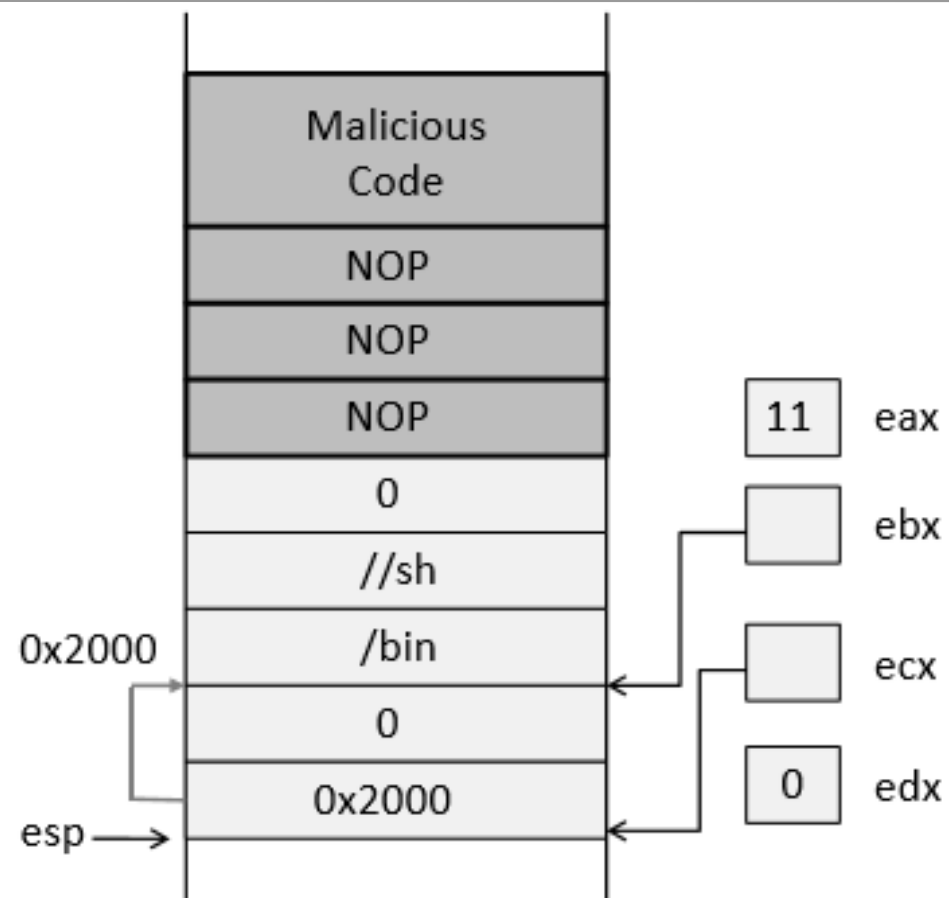 Malicious
Code
NOP
NOP
NOP
11 eax
0
ebx
//sh
0x2000
/bin
ecx
0
0 edx
0x2000
esp